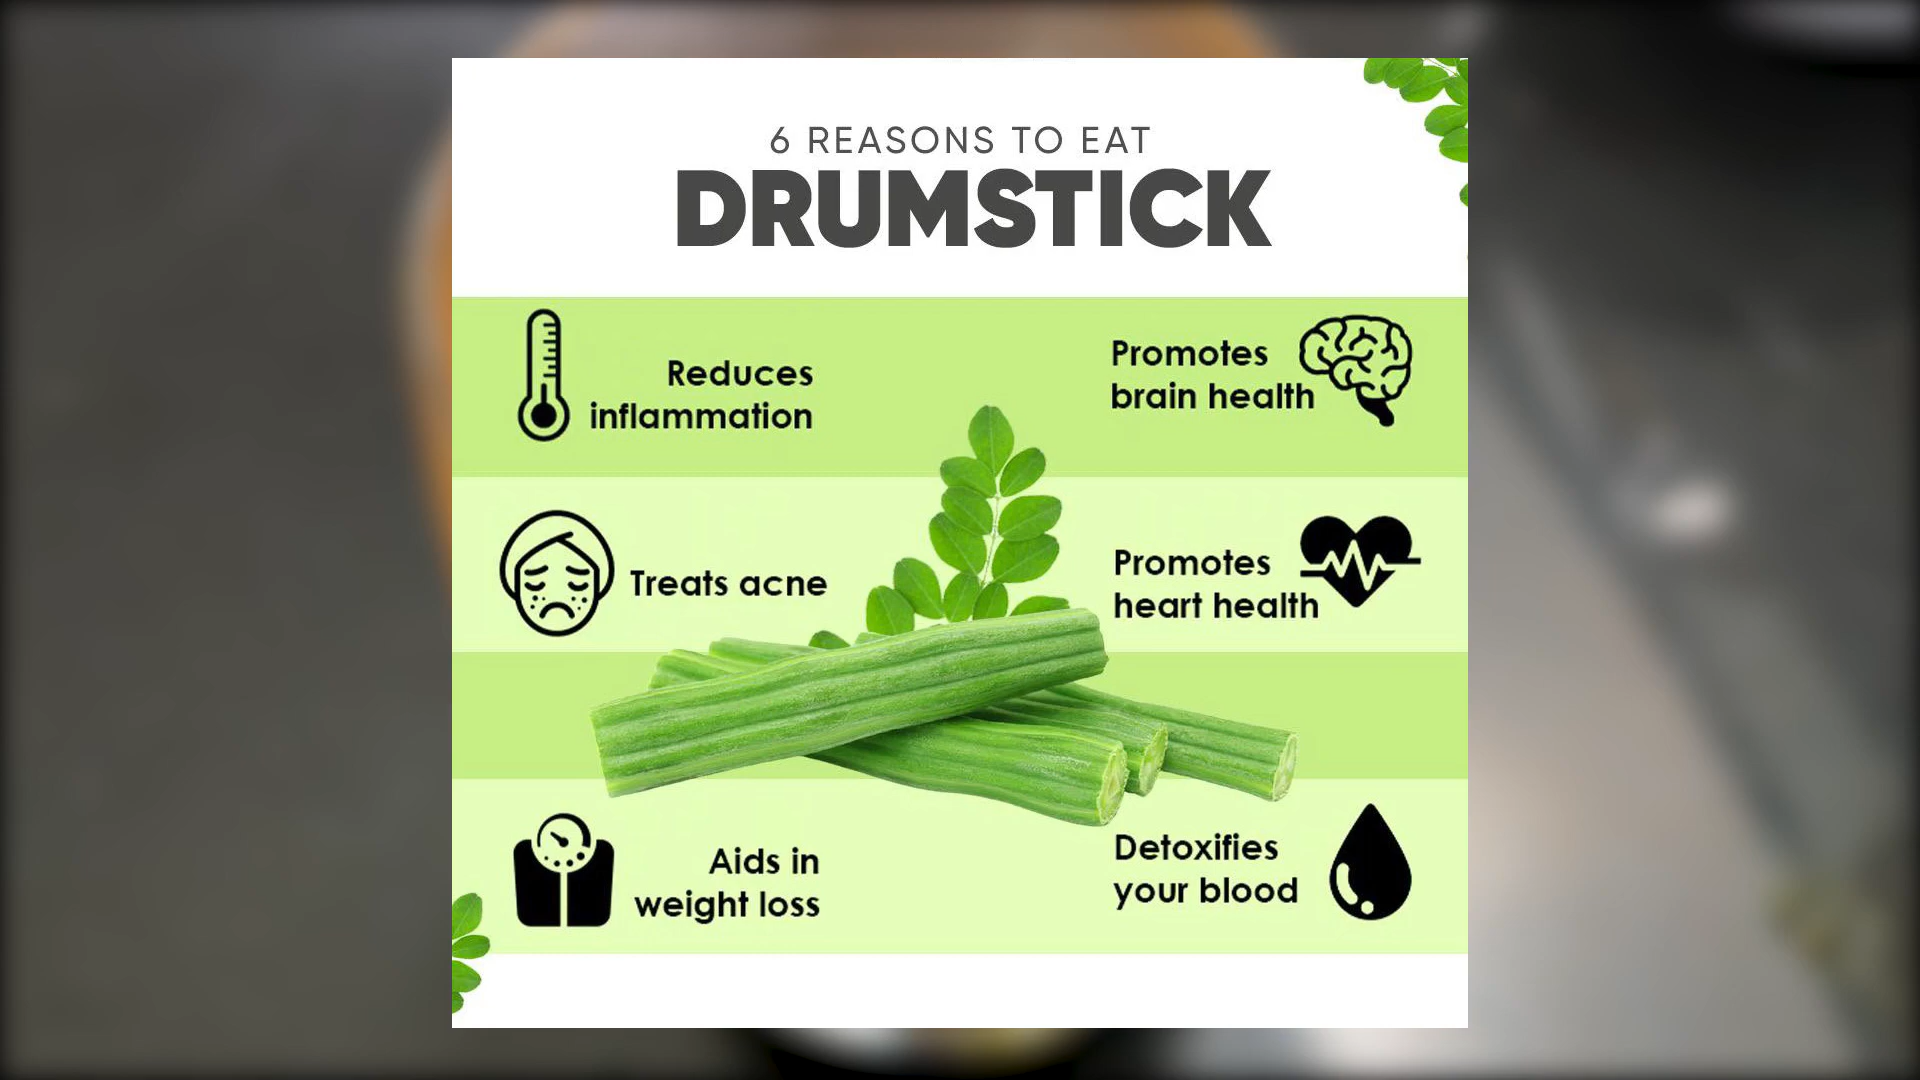 6 REASONS TO EAT
DRUMSTICK
Reduces
inflammation
Promotes
brain health
Treats acne
Promotes
heart health
Aids in
weight loss
Detoxifies
your blood